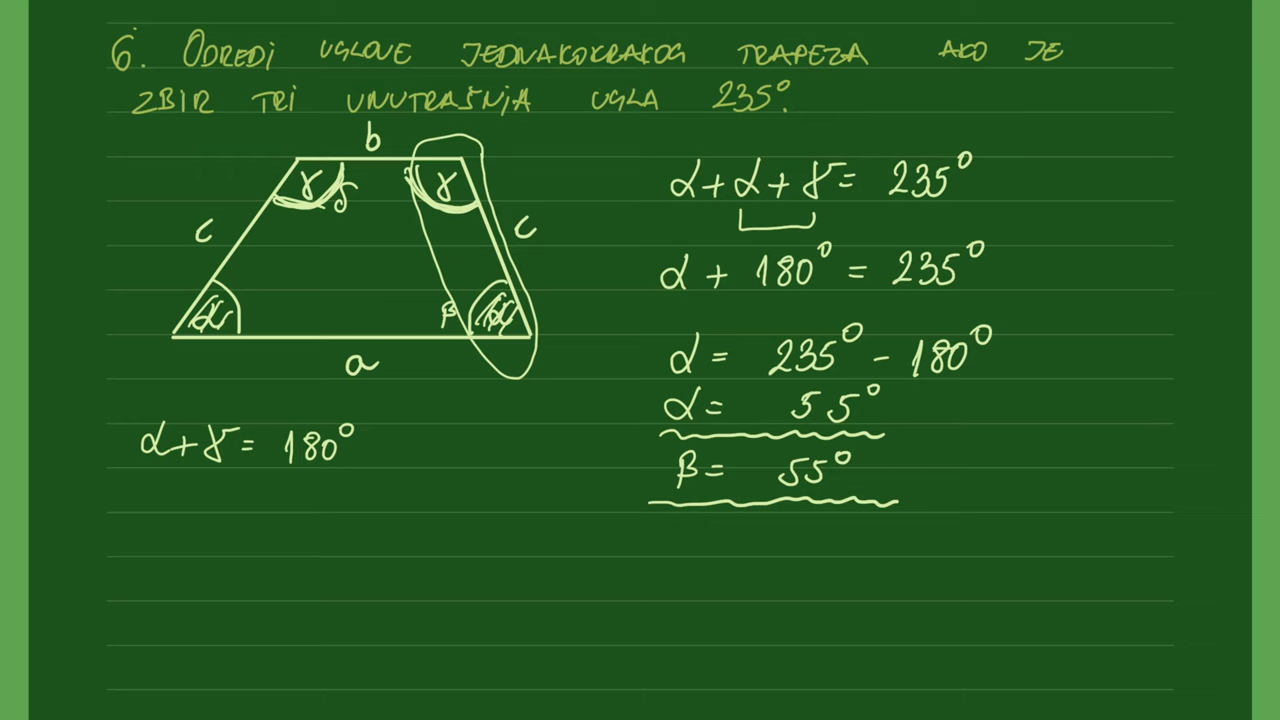 6. ODREDI UGLOVE JEDNAKOKRAKOG TRAPEZA AKO JE
ZBIR TRI UNUTRAŠNJA UGLA 235°.
b
γ δ γ
c c
α β α
a
α + γ = 180°
α + α + γ = 235°
α + 180° = 235°
α = 235° - 180°
α = 55°
β = 55°